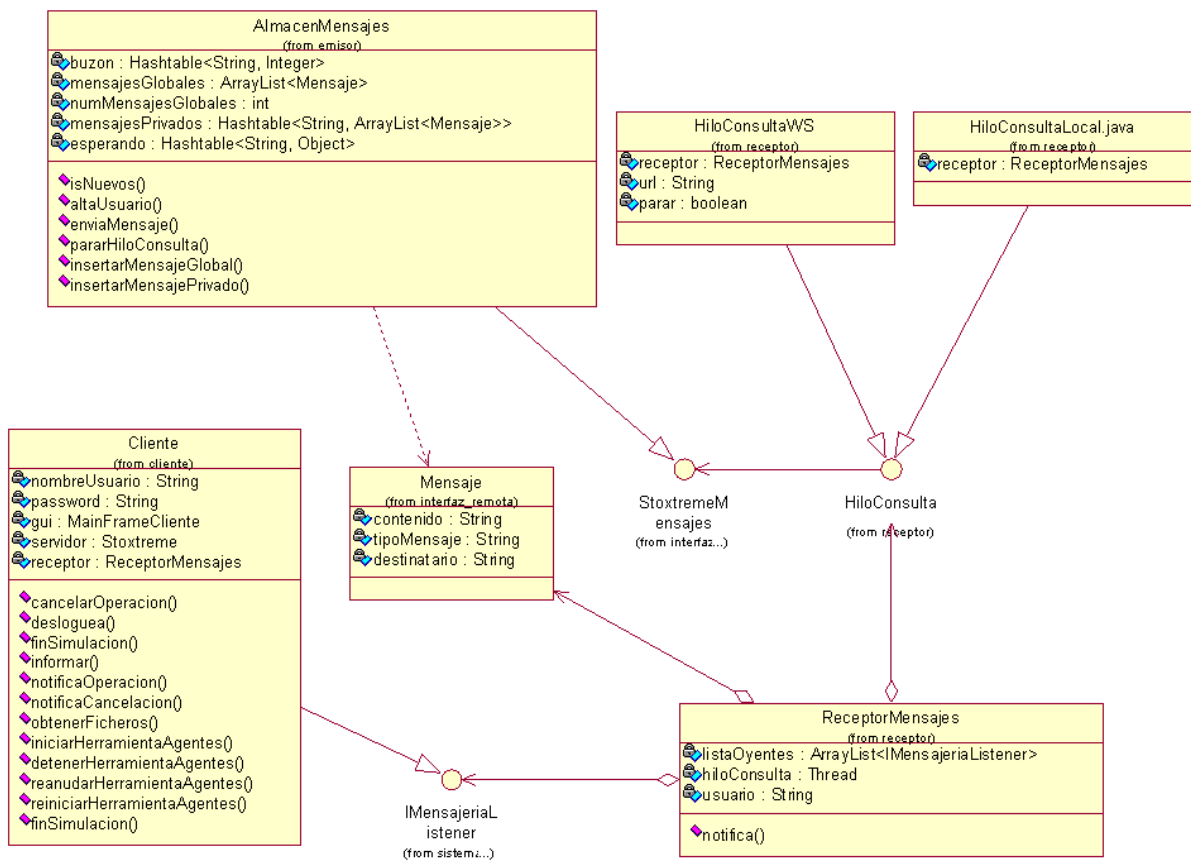 AlmacenMensajes
(from emisor)
buzon : Hashtable<String, Integer>
mensajesGlobales : ArrayList<Mensaje>
numMensajesGlobales : int
mensajesPrivados : Hashtable<String, ArrayList<Mensaje>>
esperando : Hashtable<String, Object>
isNuevos()
altaUsuario()
enviaMensaje()
pararHiloConsulta()
insertarMensajeGlobal()
insertarMensajePrivado()
HiloConsultaWS
(from receptor)
receptor : ReceptorMensajes
url : String
parar : boolean
HiloConsultaLocal.java
(from receptor)
receptor : ReceptorMensajes
Cliente
(from cliente)
nombreUsuario : String
password : String
gui : MainFrameCliente
servidor : Stoxtreme
receptor : ReceptorMensajes
cancelarOperacion()
desloguea()
finSimulacion()
informar()
notificaOperacion()
notificaCancelacion()
obtenerFicheros()
iniciarHerramientaAgentes()
detenerHerramientaAgentes()
reanudarHerramientaAgentes()
reiniciarHerramientaAgentes()
finSimulacion()
Mensaje
(from interfaz_remota)
contenido : String
tipoMensaje : String
destinatario : String
StoxtremeM
ensajes
(from interfaz...)
HiloConsulta
(from receptor)
IMensajeriaL
istener
(from sistema...)
ReceptorMensajes
(from receptor)
listaOyentes : ArrayList<IMensajeriaListener>
hiloConsulta : Thread
usuario : String
notifica()